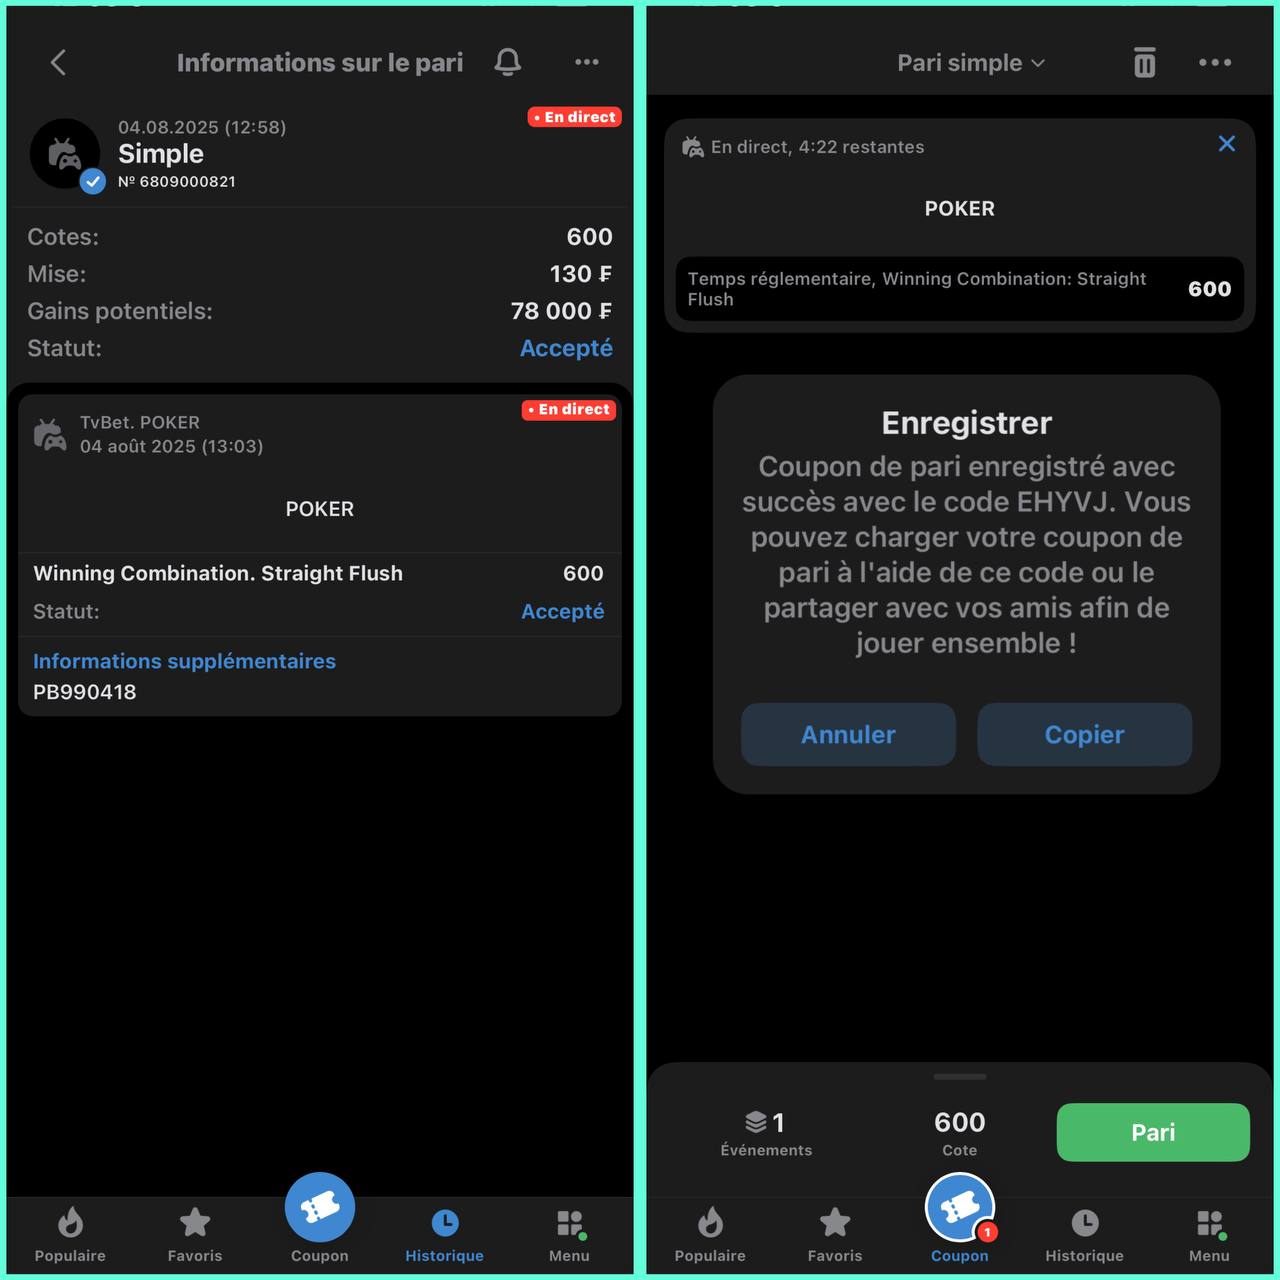 Informations sur le pari
• En direct
04.08.2025 (12:58)
Simple
Nº 6809000821
Cotes: 600
Mise: 130 ₣
Gains potentiels: 78 000 ₣
Statut: Accepté
• En direct
TvBet. POKER
04 août 2025 (13:03)
POKER
Winning Combination. Straight Flush 600
Statut: Accepté
Informations supplémentaires
PB990418
Populaire Favoris Coupon Historique Menu
Pari simple
En direct, 4:22 restantes
POKER
Temps réglementaire, Winning Combination: Straight
Flush
600
Enregistrer
Coupon de pari enregistré avec
succès avec le code EHYVJ. Vous
pouvez charger votre coupon de
pari à l'aide de ce code ou le
partager avec vos amis afin de
jouer ensemble !
Annuler Copier
1 600
Événements Cote
Pari
1
Populaire Favoris Coupon Historique Menu